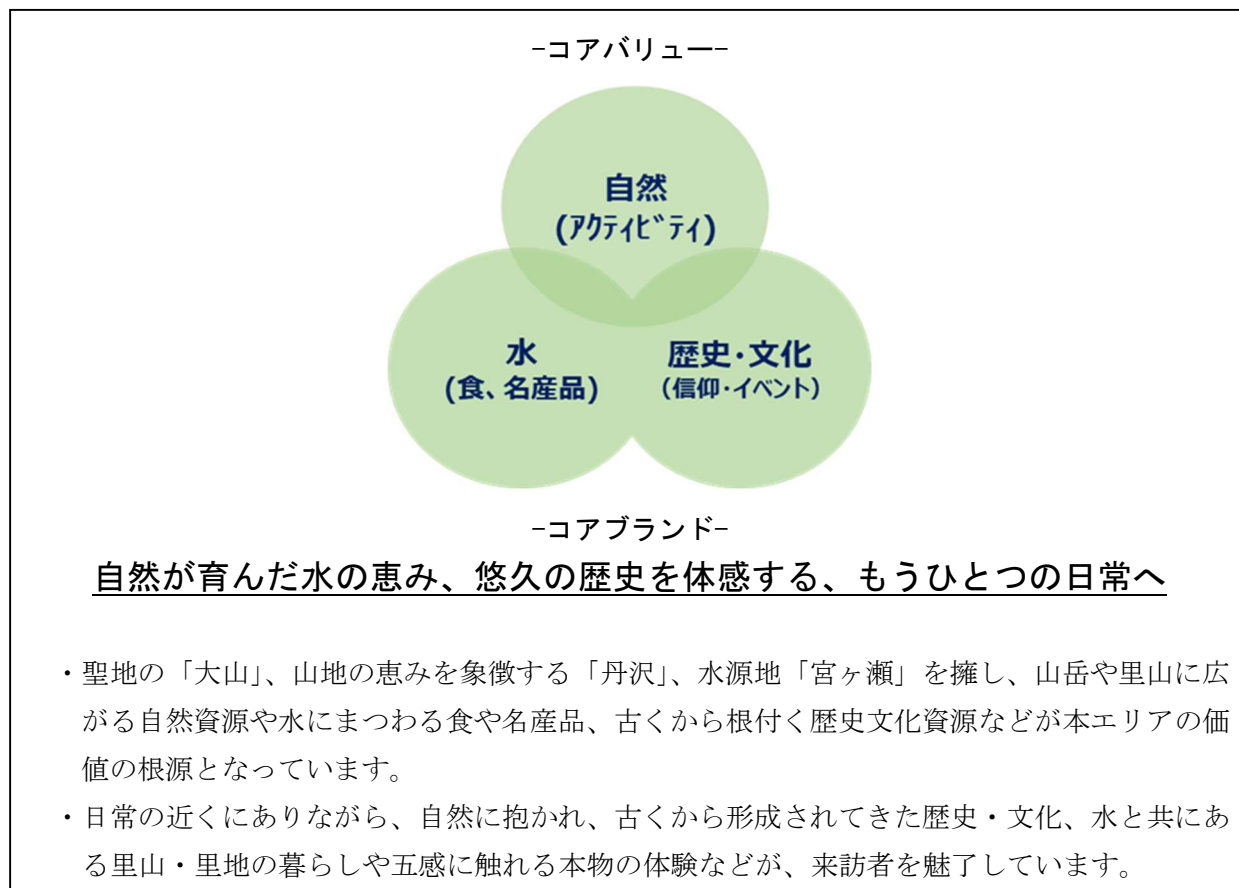 -コアバリュー-
自然
(ｱｸﾃｨﾋﾞﾃｨ)
水
(食、名産品)
歴史・文化
(信仰・イベント)
-コアブランド-
自然が育んだ水の恵み、悠久の歴史を体感する、もうひとつの日常へ
・聖地の「大山」、山地の恵みを象徴する「丹沢」、水源地「宮ヶ瀬」を擁し、山岳や里山に広
がる自然資源や水にまつわる食や名産品、古くから根付く歴史文化資源などが本エリアの価
値の根源となっています。
・日常の近くにありながら、自然に抱かれ、古くから形成されてきた歴史・文化、水と共にあ
る里山・里地の暮らしや五感に触れる本物の体験などが、来訪者を魅了しています。